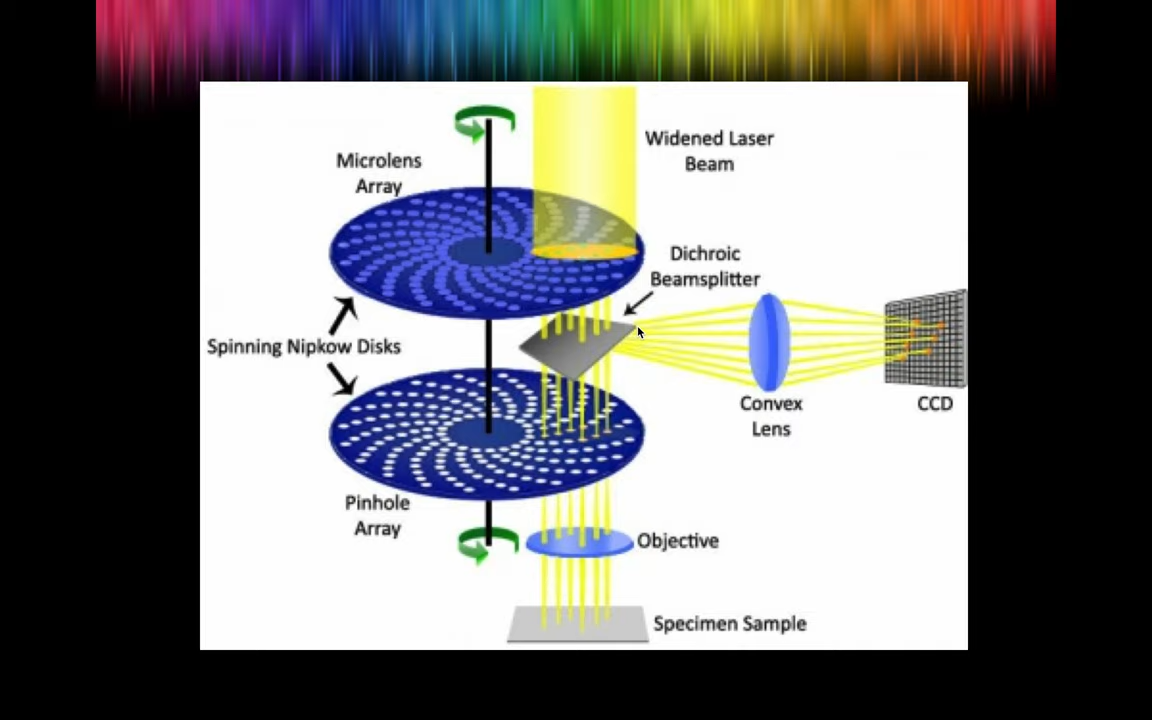 Widened Laser
Beam
Microlens
Array
Dichroic
Beamsplitter
Spinning Nipkow Disks
Convex
Lens
CCD
Pinhole
Array
Objective
Specimen Sample